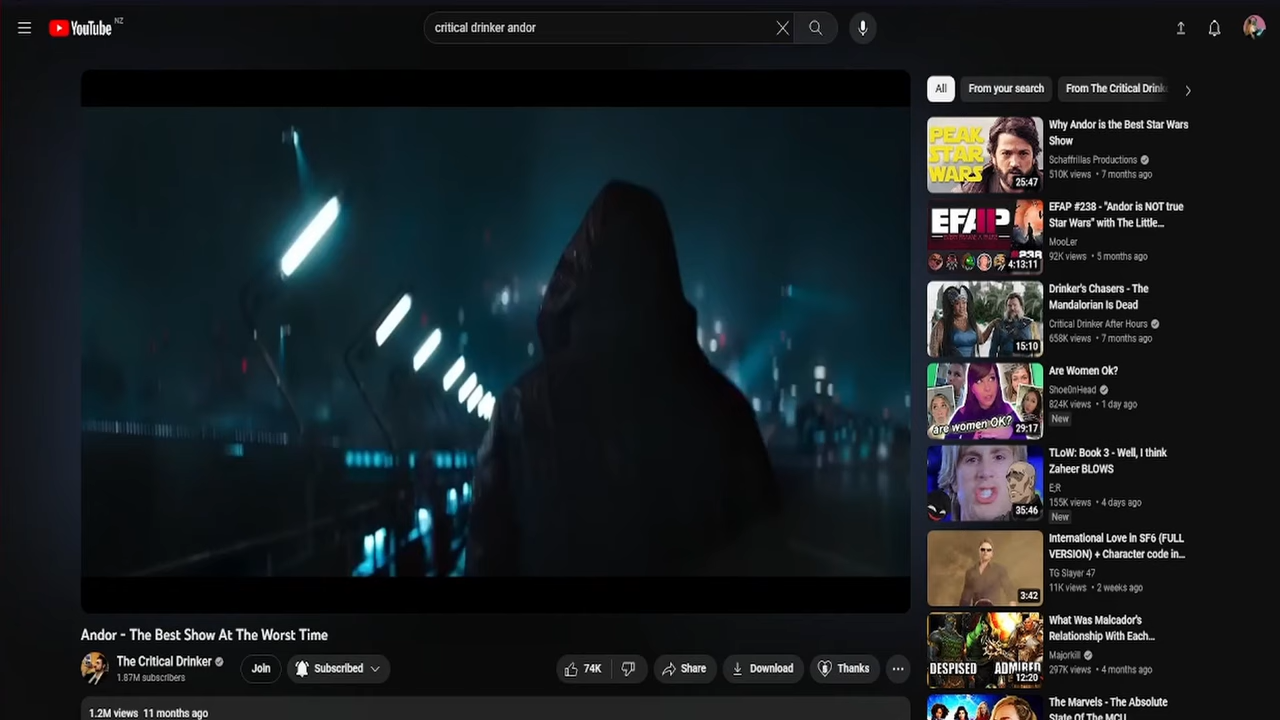 YouTube NZ
critical drinker andor
All
From your search
From The Critical Drink
PEAK
STAR
WARS
25:47
Why Andor is the Best Star Wars
Show
Schaffrillas Productions
510K views • 7 months ago
EFAP
#238
4:13:11
EFAP #238 - "Andor is NOT true
Star Wars" with The Little...
MooLer
92K views • 5 months ago
15:10
Drinker's Chasers - The
Mandalorian Is Dead
Critical Drinker After Hours
658K views • 7 months ago
are women OK?
29:17
Are Women Ok?
Shoe0nHead
824K views • 1 day ago
New
35:46
TLoW: Book 3 - Well, I think
Zaheer BLOWS
E;R
155K views • 4 days ago
New
3:42
International Love in SF6 (FULL
VERSION) + Character code in...
TG Slayer 47
11K views • 2 weeks ago
DESPISED
ADMIRED
12:20
What Was Malcador's
Relationship With Each...
Majorkill
297K views • 4 months ago
The Marvels - The Absolute
State Of The MCU
Andor - The Best Show At The Worst Time
The Critical Drinker
1.87M subscribers
Join
Subscribed
74K
Share
Download
Thanks
1.2M views 11 months ago